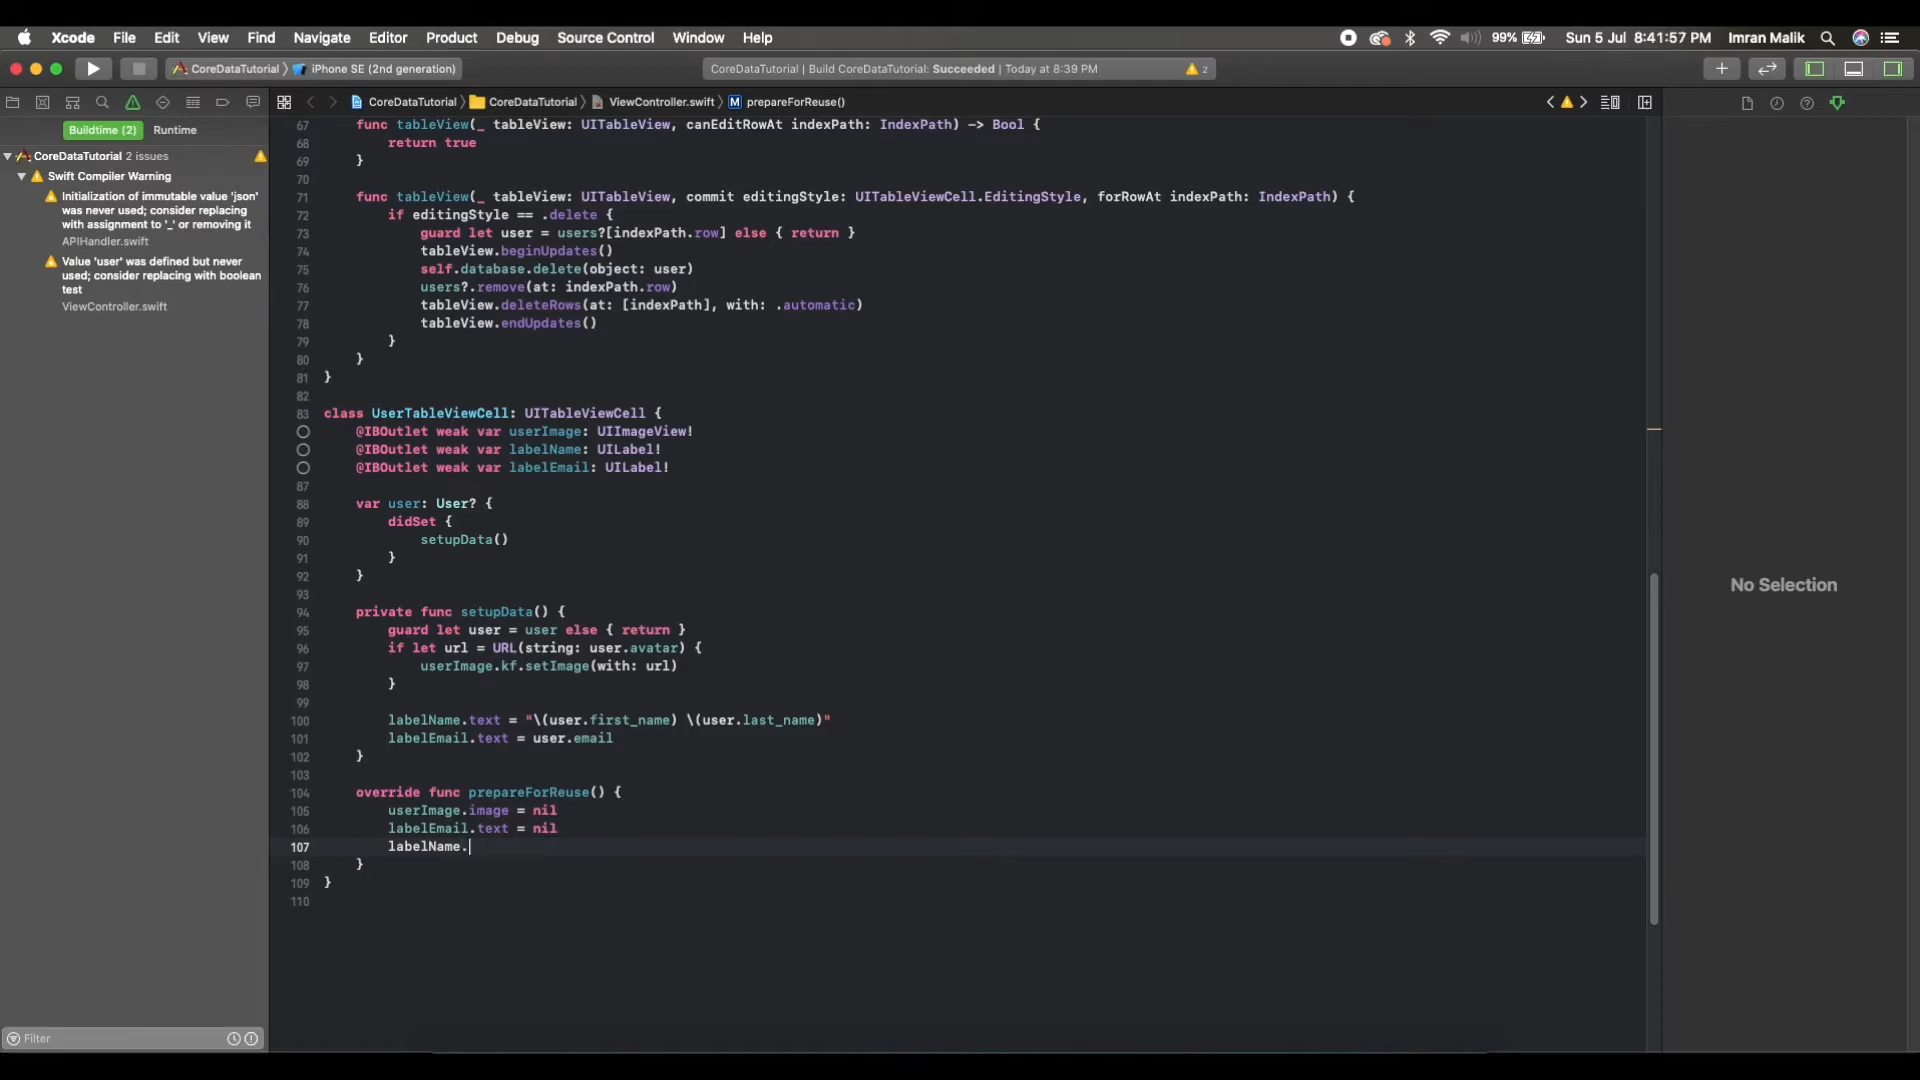 Xcode File Edit View Find Navigate Editor Product Debug Source Control Window Help 99% Sun 5 Jul 8:41:57 PM Imran Malik
CoreDataTutorial iPhone SE (2nd generation) CoreDataTutorial | Build CoreDataTutorial: Succeeded | Today at 8:39 PM 2
CoreDataTutorial CoreDataTutorial ViewController.swift M prepareForReuse()
Buildtime (2) Runtime
CoreDataTutorial 2 issues
Swift Compiler Warning
Initialization of immutable value 'json'
was never used; consider replacing
with assignment to '_' or removing it
APIHandler.swift
Value 'user' was defined but never
used; consider replacing with boolean
test
ViewController.swift
67 func tableView(_ tableView: UITableView, canEditRowAt indexPath: IndexPath) -> Bool {
68 return true
69 }
70
71 func tableView(_ tableView: UITableView, commit editingStyle: UITableViewCell.EditingStyle, forRowAt indexPath: IndexPath) {
72 if editingStyle == .delete {
73 guard let user = users?[indexPath.row] else { return }
74 tableView.beginUpdates()
75 self.database.delete(object: user)
76 users?.remove(at: indexPath.row)
77 tableView.deleteRows(at: [indexPath], with: .automatic)
78 tableView.endUpdates()
79 }
80 }
81 }
82
83 class UserTableViewCell: UITableViewCell {
@IBOutlet weak var userImage: UIImageView!
@IBOutlet weak var labelName: UILabel!
@IBOutlet weak var labelEmail: UILabel!
87
88 var user: User? {
89 didSet {
90 setupData()
91 }
92 }
93
94 private func setupData() {
95 guard let user = user else { return }
96 if let url = URL(string: user.avatar) {
97 userImage.kf.setImage(with: url)
98 }
99
100 labelName.text = "\(user.first_name) \(user.last_name)"
101 labelEmail.text = user.email
102 }
103
104 override func prepareForReuse() {
105 userImage.image = nil
106 labelEmail.text = nil
107 labelName.
108 }
109 }
110
No Selection
Filter